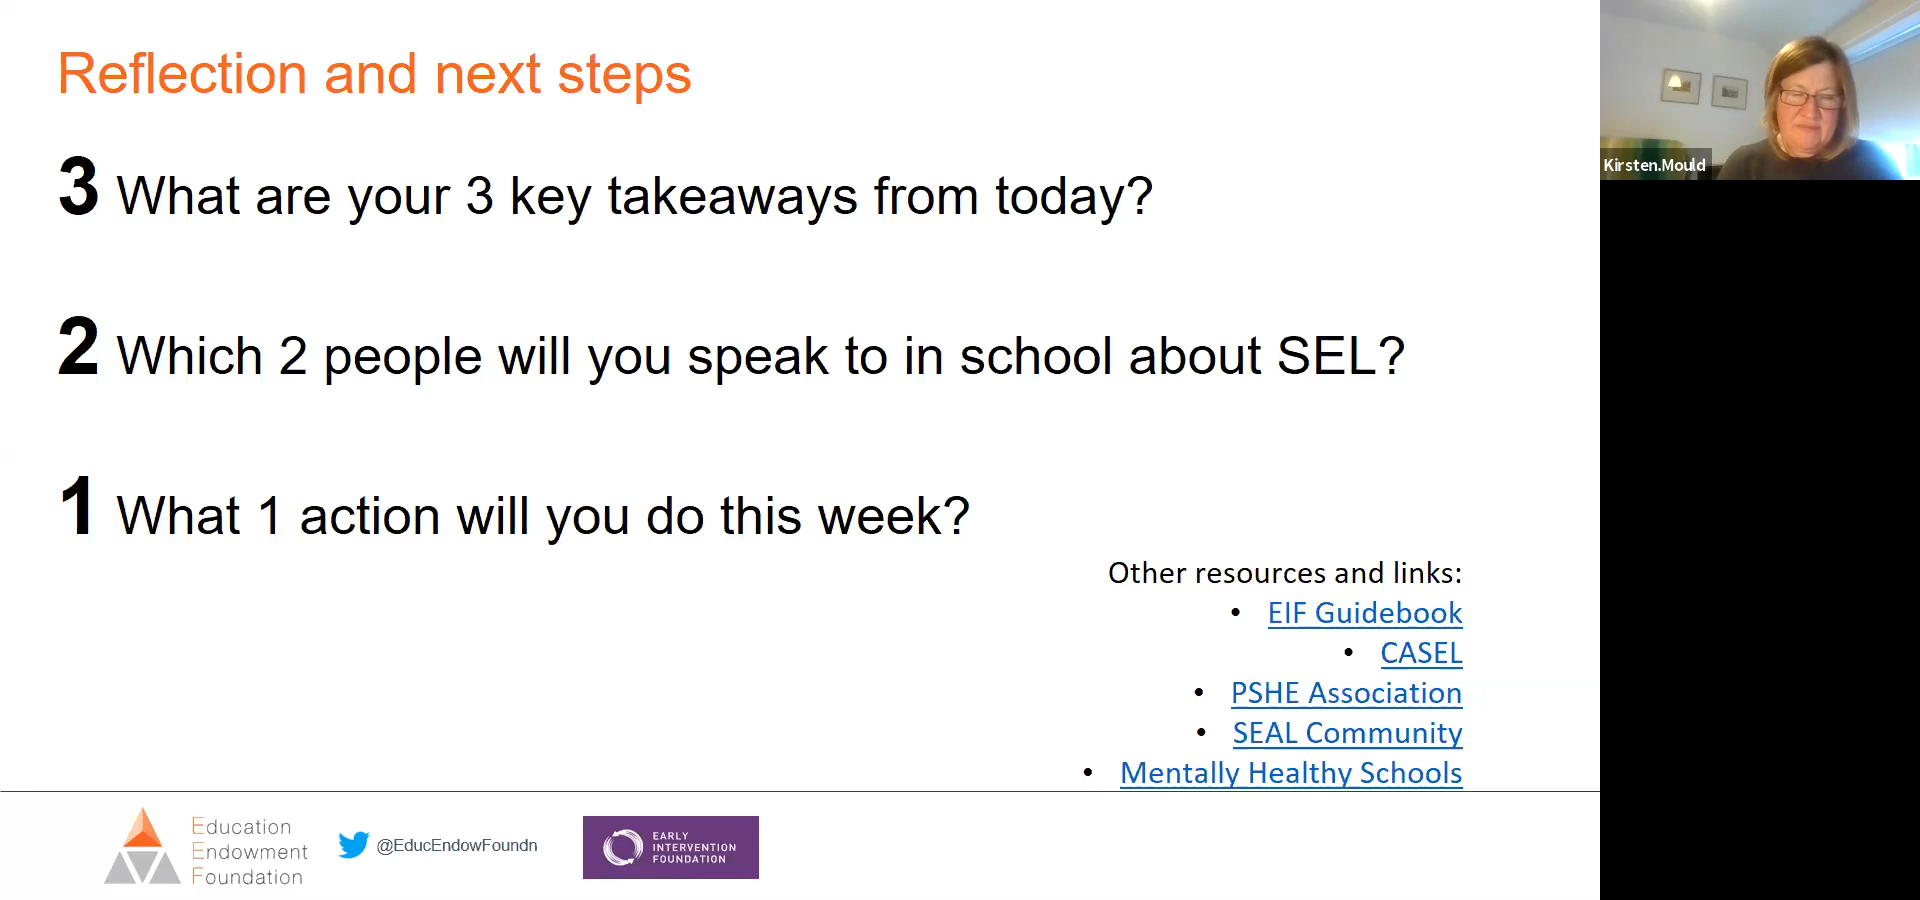 Reflection and next steps
3 What are your 3 key takeaways from today?
2 Which 2 people will you speak to in school about SEL?
1 What 1 action will you do this week?
Other resources and links:
• EIF Guidebook
• CASEL
• PSHE Association
• SEAL Community
• Mentally Healthy Schools
Education
Endowment
Foundation
@EducEndowFoundn
EARLY
INTERVENTION
FOUNDATION
Kirsten.Mould